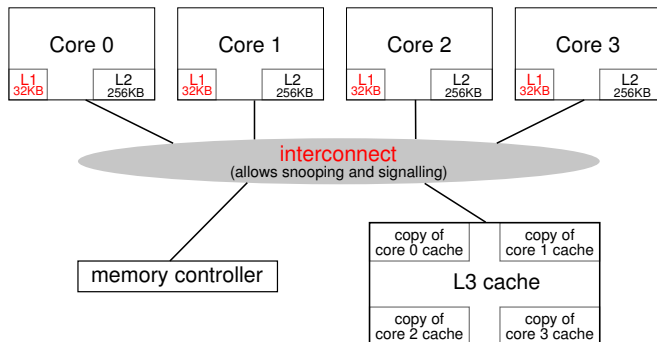 Core 0
L1
32KB
L2
256KB
Core 1
L1
32KB
L2
256KB
Core 2
L1
32KB
L2
256KB
Core 3
L1
32KB
L2
256KB
interconnect
(allows snooping and signalling)
memory controller
copy of
core 0 cache
copy of
core 1 cache
L3 cache
copy of
core 2 cache
copy of
core 3 cache